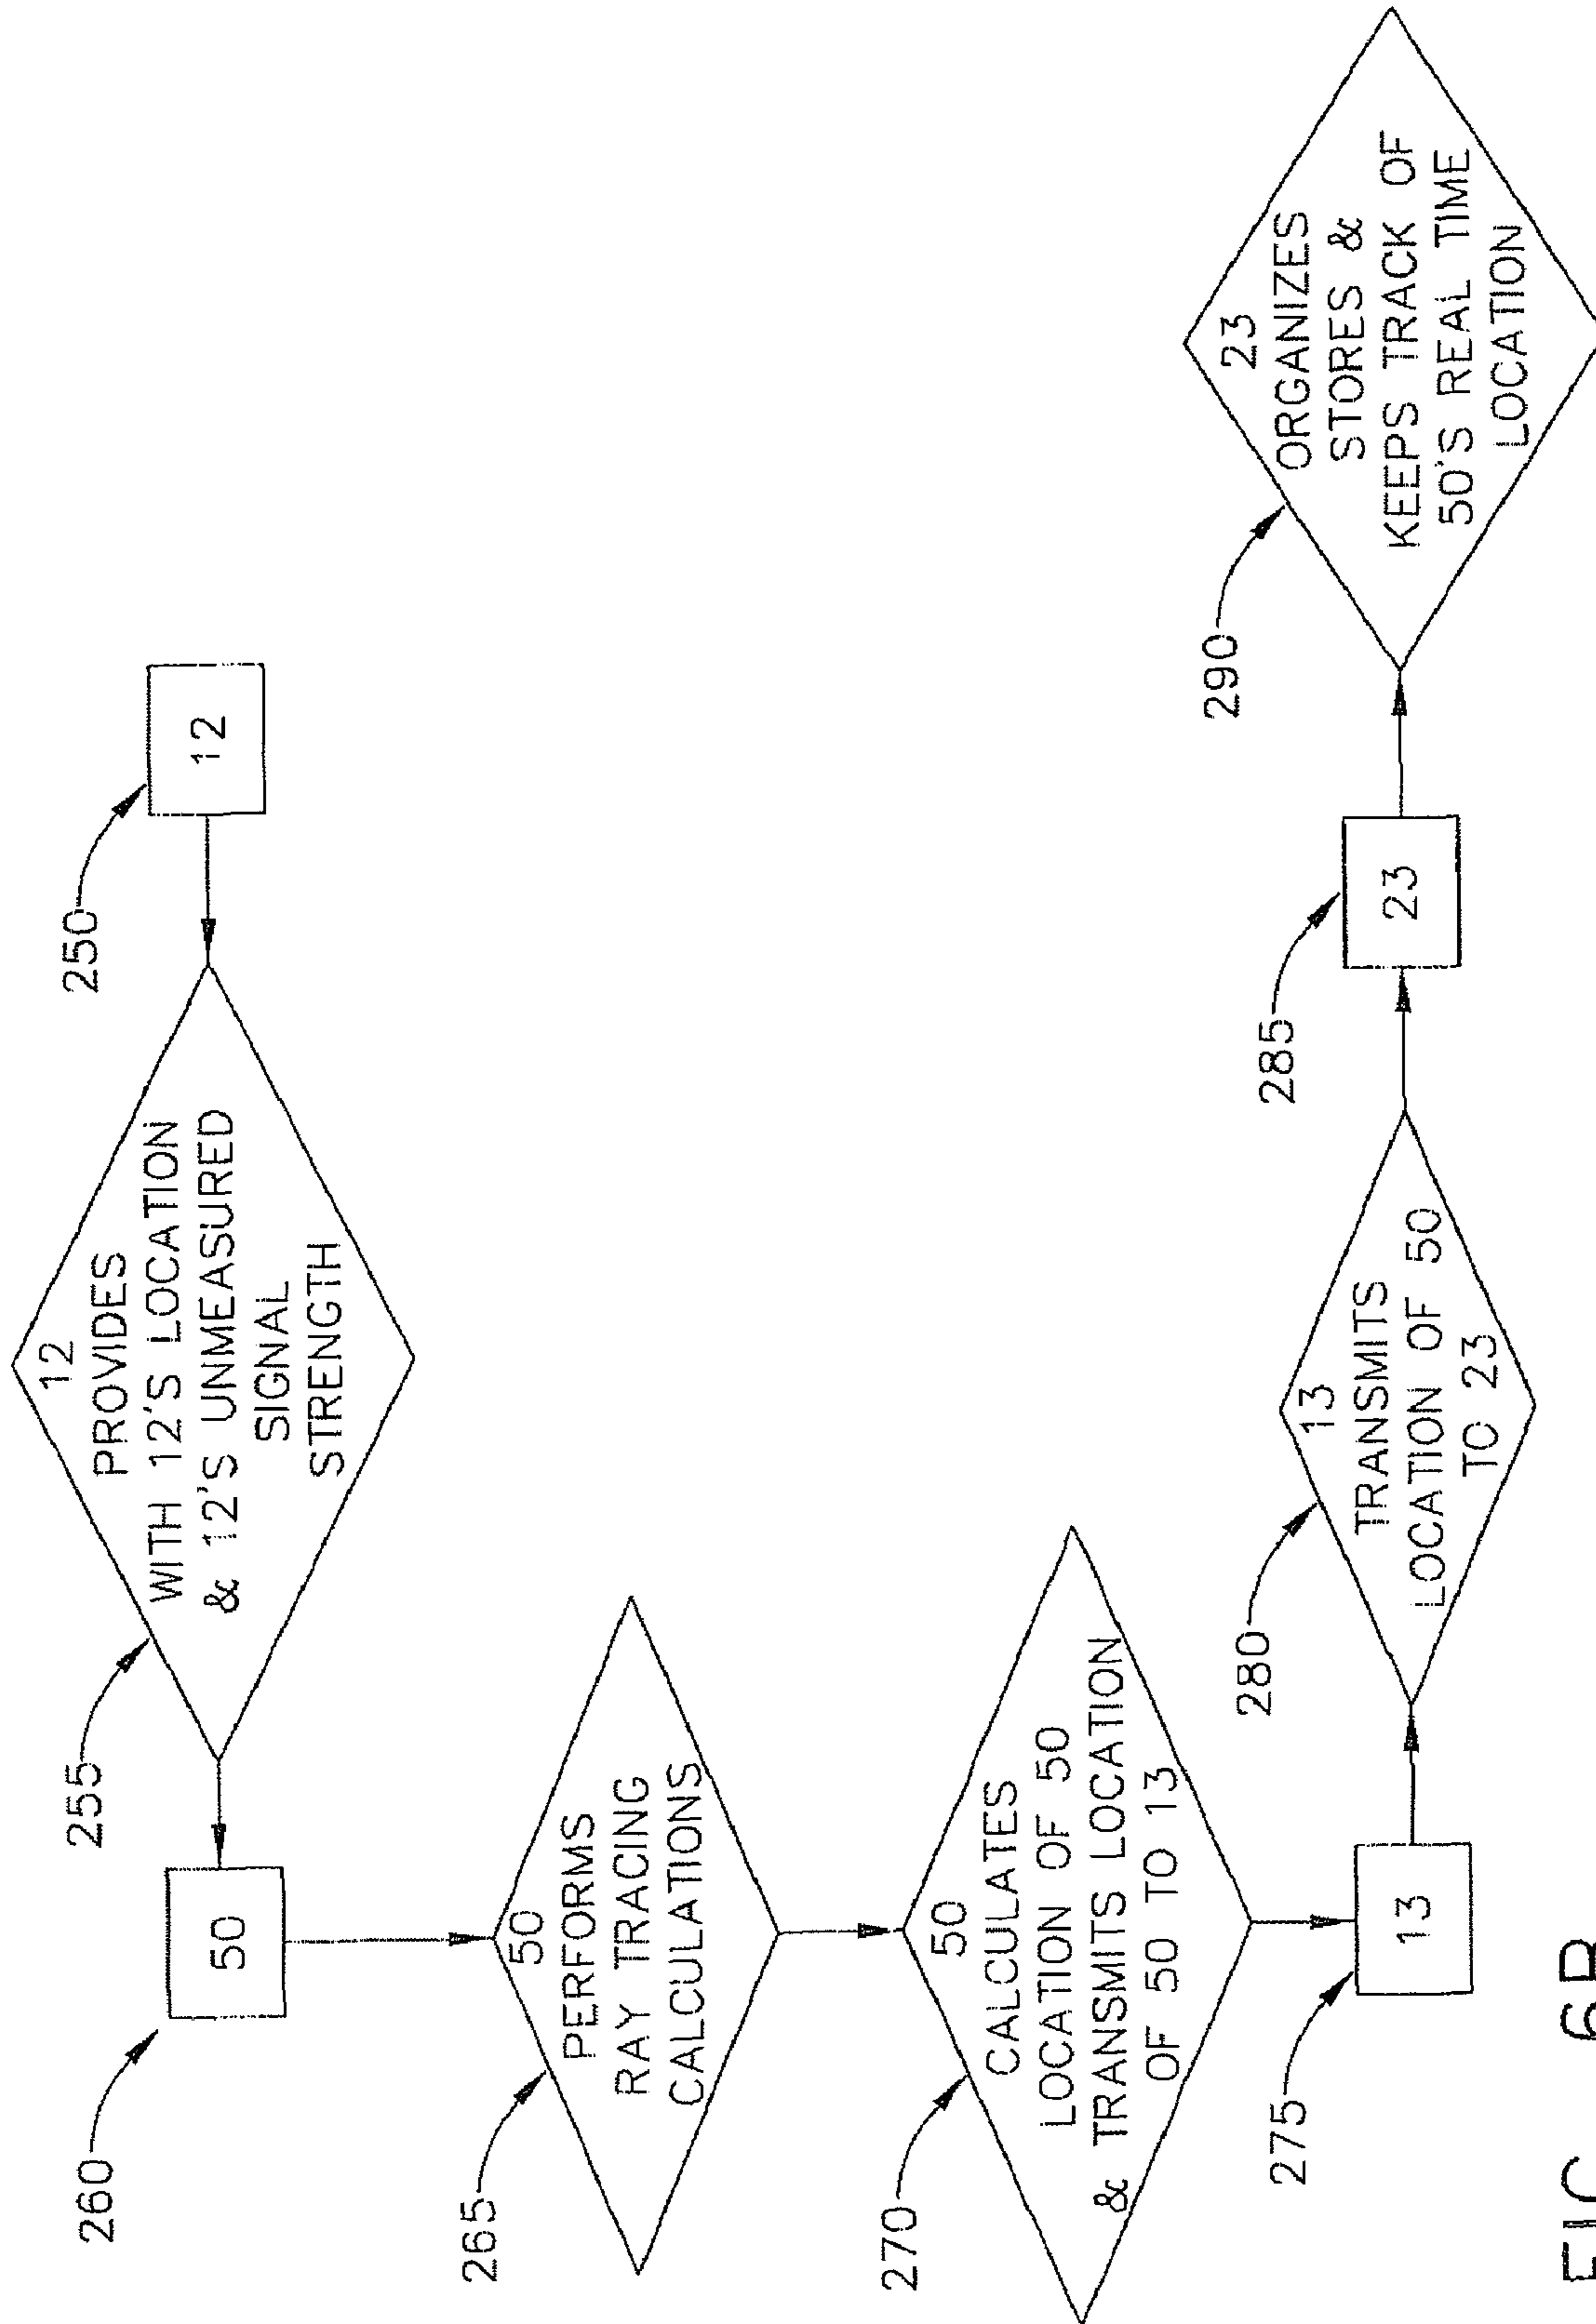 250
12
255
12
PROVIDES
WITH 12'S LOCATION
& 12'S UNMEASURED
SIGNAL
STRENGTH
260
50
265
50
PERFORMS
RAY TRACING
CALCULATIONS
270
50
CALCULATES
LOCATION OF 50
& TRANSMITS LOCATION
OF 50 TO 13
275
13
280
13
TRANSMITS
LOCATION OF 50
TO 23
285
23
290
23
ORGANIZES
STORES &
KEEPS TRACK OF
50'S REAL TIME
LOCATION
FIG. 6B